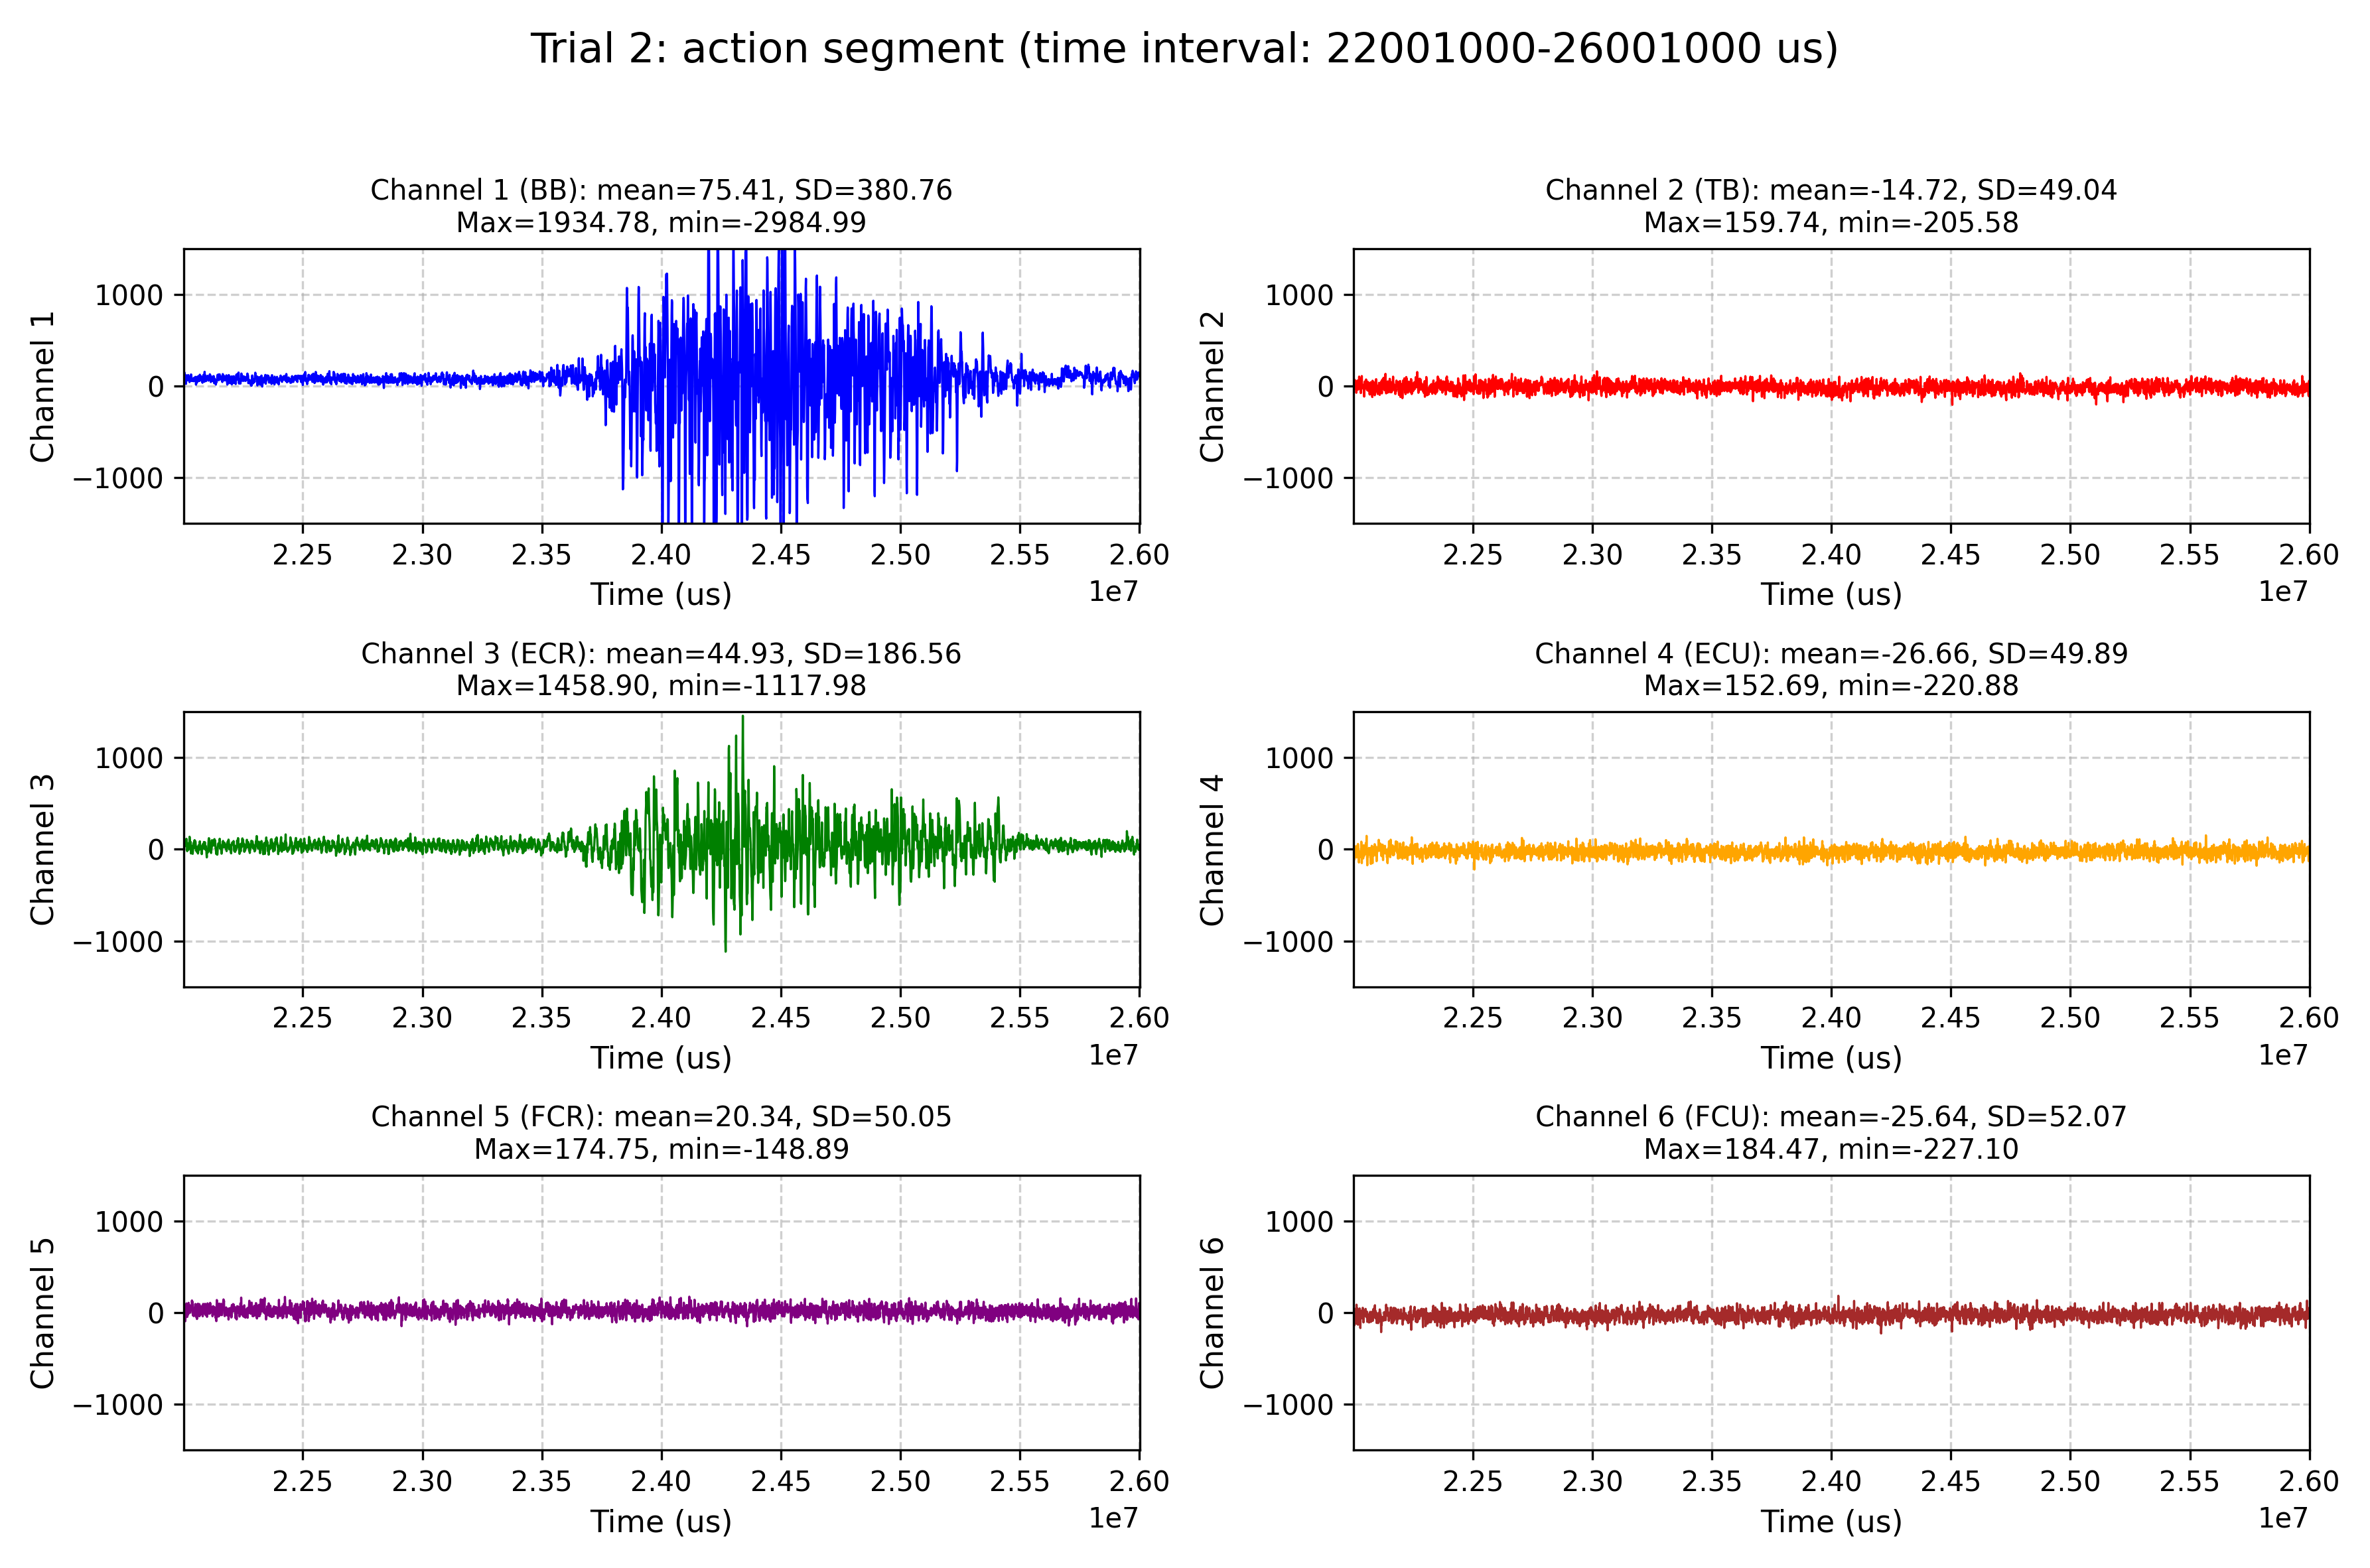 Trial 2: action segment (time interval: 22001000-26001000 us)
Channel 1 (BB): mean=75.41, SD=380.76
Max=1934.78, min=-2984.99
Channel 1
1000
0
−1000
2.25 2.30 2.35 2.40 2.45 2.50 2.55 2.60
Time (us)
1e7
Channel 2 (TB): mean=-14.72, SD=49.04
Max=159.74, min=-205.58
Channel 2
1000
0
−1000
2.25 2.30 2.35 2.40 2.45 2.50 2.55 2.60
Time (us)
1e7
Channel 3 (ECR): mean=44.93, SD=186.56
Max=1458.90, min=-1117.98
Channel 3
1000
0
−1000
2.25 2.30 2.35 2.40 2.45 2.50 2.55 2.60
Time (us)
1e7
Channel 4 (ECU): mean=-26.66, SD=49.89
Max=152.69, min=-220.88
Channel 4
1000
0
−1000
2.25 2.30 2.35 2.40 2.45 2.50 2.55 2.60
Time (us)
1e7
Channel 5 (FCR): mean=20.34, SD=50.05
Max=174.75, min=-148.89
Channel 5
1000
0
−1000
2.25 2.30 2.35 2.40 2.45 2.50 2.55 2.60
Time (us)
1e7
Channel 6 (FCU): mean=-25.64, SD=52.07
Max=184.47, min=-227.10
Channel 6
1000
0
−1000
2.25 2.30 2.35 2.40 2.45 2.50 2.55 2.60
Time (us)
1e7